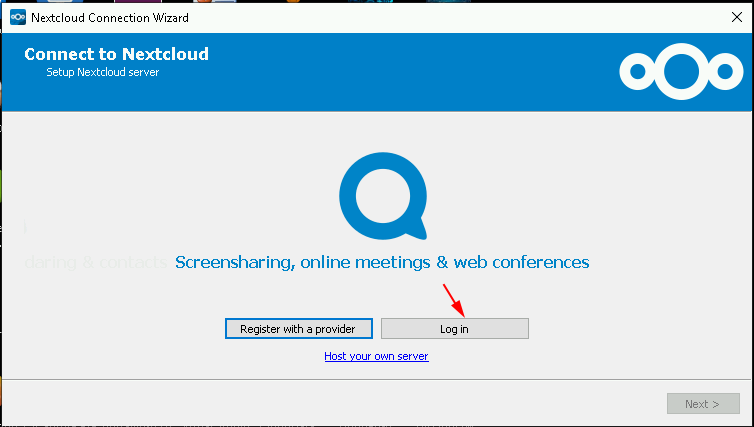 Nextcloud Connection Wizard
Connect to Nextcloud
Setup Nextcloud server
daring & contacts Screensharing, online meetings & web conferences
Register with a provider
Log in
Host your own server
Next >